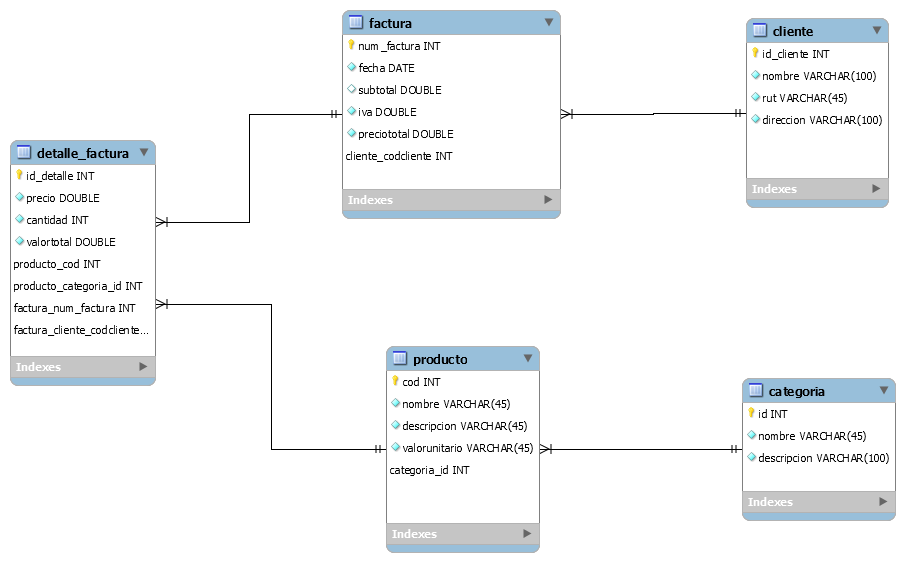 factura
num_factura INT
fecha DATE
subtotal DOUBLE
iva DOUBLE
preciototal DOUBLE
cliente_codcliente INT
Indexes
cliente
id_cliente INT
nombre VARCHAR(100)
rut VARCHAR(45)
direccion VARCHAR(100)
Indexes
detalle_factura
id_detalle INT
precio DOUBLE
cantidad INT
valortotal DOUBLE
producto_cod INT
producto_categoria_id INT
factura_num_factura INT
factura_cliente_codcliente...
Indexes
producto
cod INT
nombre VARCHAR(45)
descripcion VARCHAR(45)
valorunitario VARCHAR(45)
categoria_id INT
Indexes
categoria
id INT
nombre VARCHAR(45)
descripcion VARCHAR(100)
Indexes